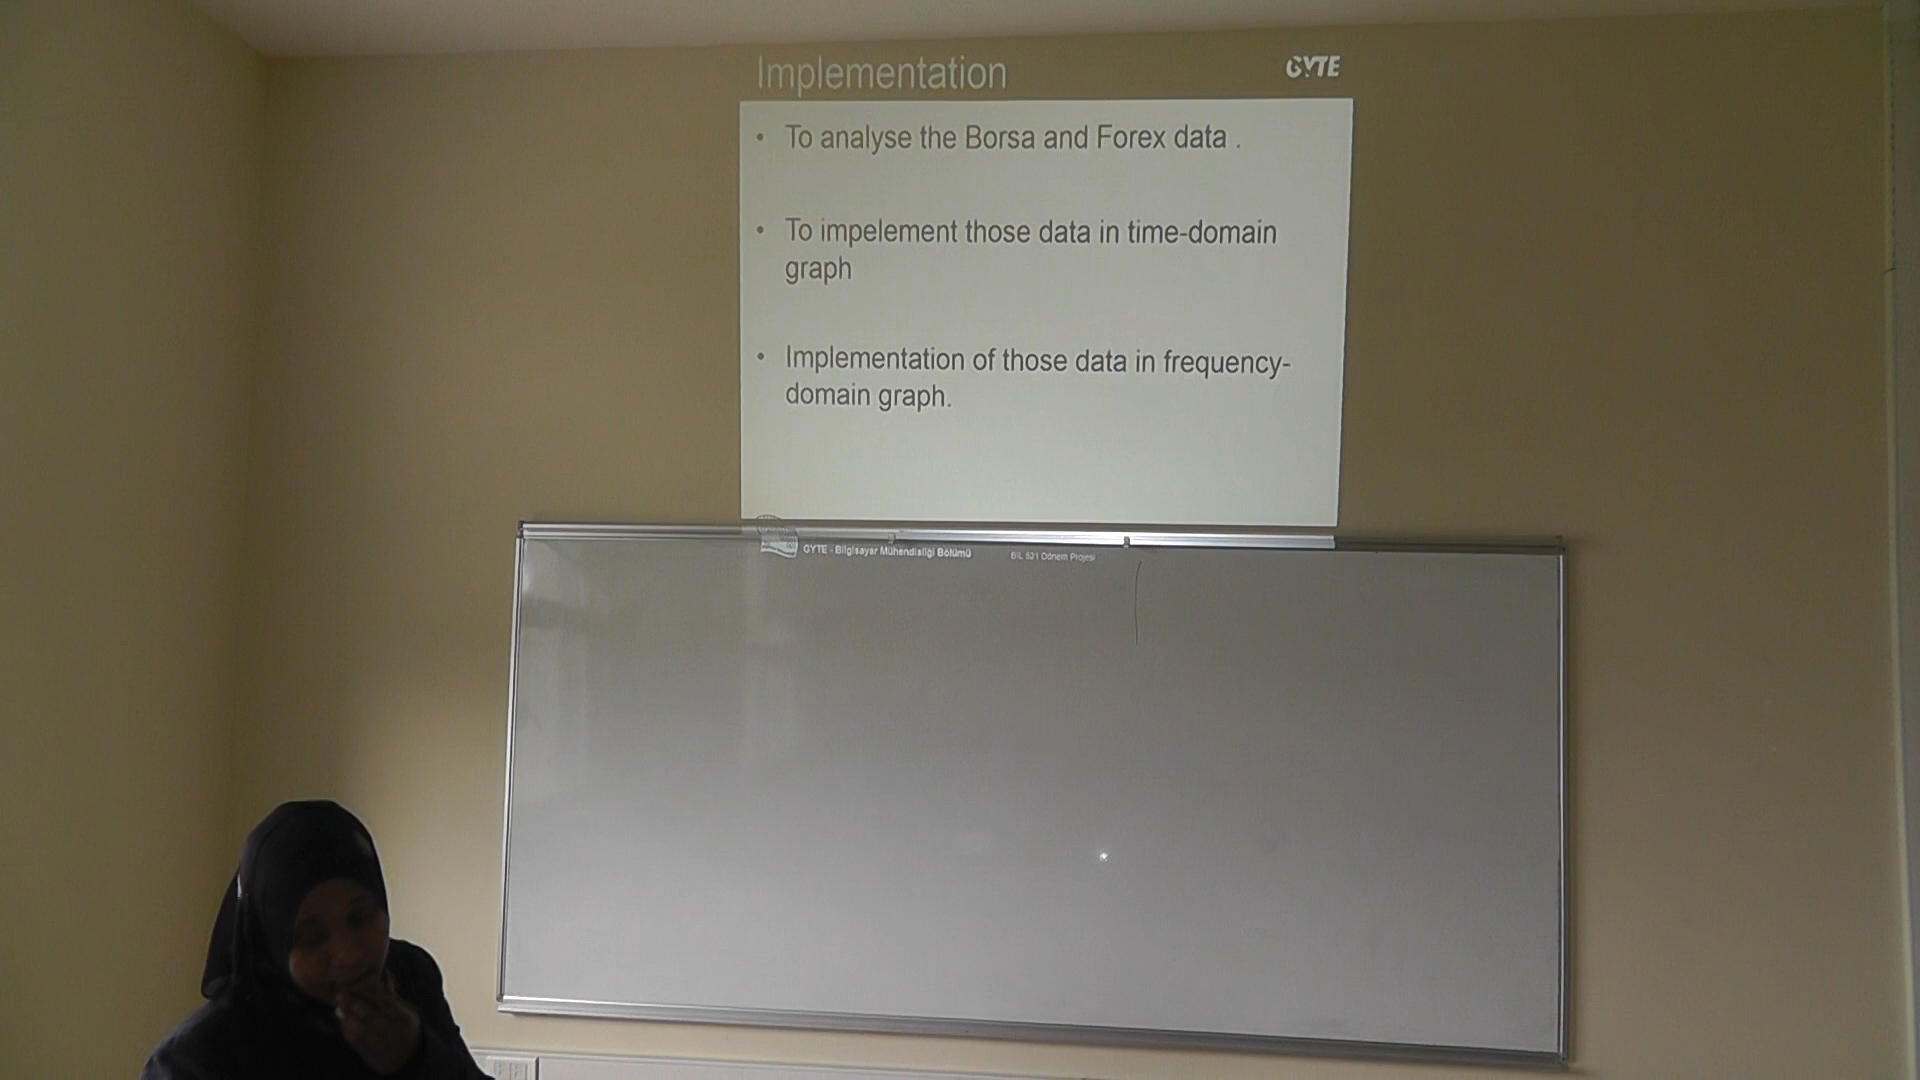 Implementation
GYTE
• To analyse the Borsa and Forex data .
• To impelement those data in time-domain
graph
• Implementation of those data in frequency-
domain graph.
GYTE - Bilgisayar Mühendisliği Bölümü
BİL 521 Dönem Projesi